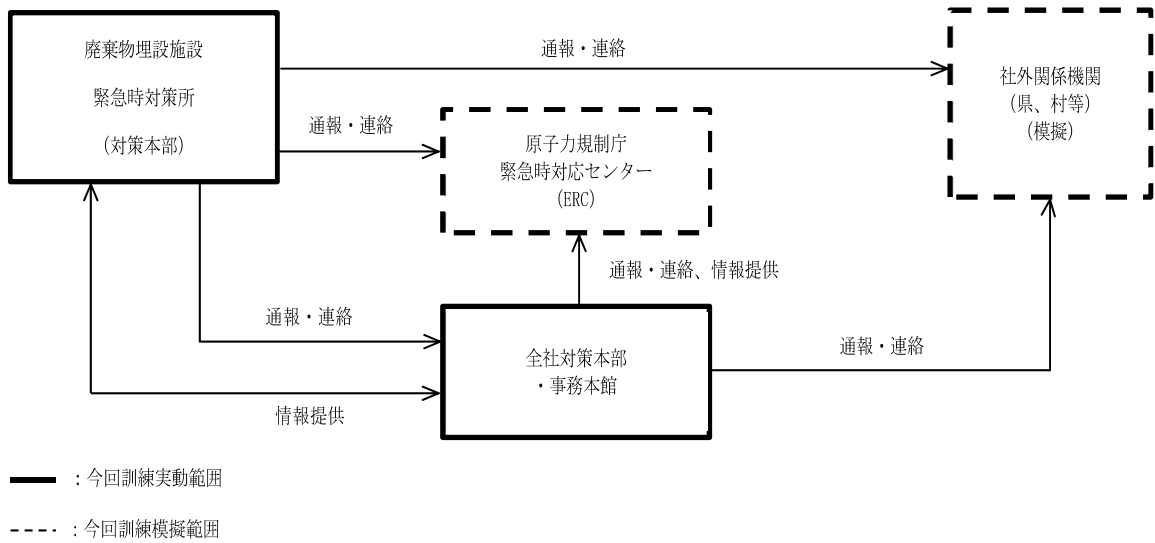 廃棄物埋設施設
緊急時対策所
(対策本部)
通報・連絡
社外関係機関
(県、村等)
(模擬)
通報・連絡
原子力規制庁
緊急時対応センター
(ERC)
通報・連絡、情報提供
通報・連絡
全社対策本部
・事務本館
通報・連絡
情報提供
：今回訓練実動範囲
：今回訓練模擬範囲